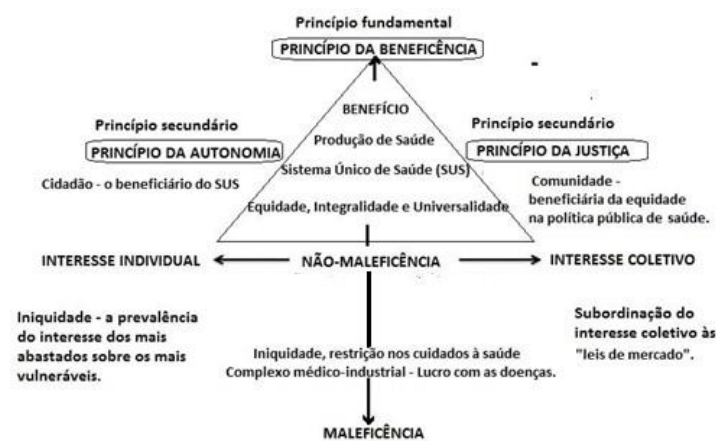 Princípio fundamental
PRINCÍPIO DA BENEFICÊNCIA
BENEFÍCIO
Produção de Saúde
Sistema Único de Saúde (SUS)
Equidade, Integralidade e Universalidade
Princípio secundário
PRINCÍPIO DA AUTONOMIA
Cidadão - o beneficiário do SUS
Princípio secundário
PRINCÍPIO DA JUSTIÇA
Comunidade -
beneficiária da equidade
na política pública de saúde.
INTERESSE INDIVIDUAL
NÃO-MALEFICÊNCIA
INTERESSE COLETIVO
Iniquidade - a prevalência
do interesse dos mais
abastados sobre os mais
vulneráveis.
Iniquidade, restrição nos cuidados à saúde
Complexo médico-industrial - Lucro com as doenças.
Subordinação do
interesse coletivo às
"leis de mercado".
MALEFICÊNCIA